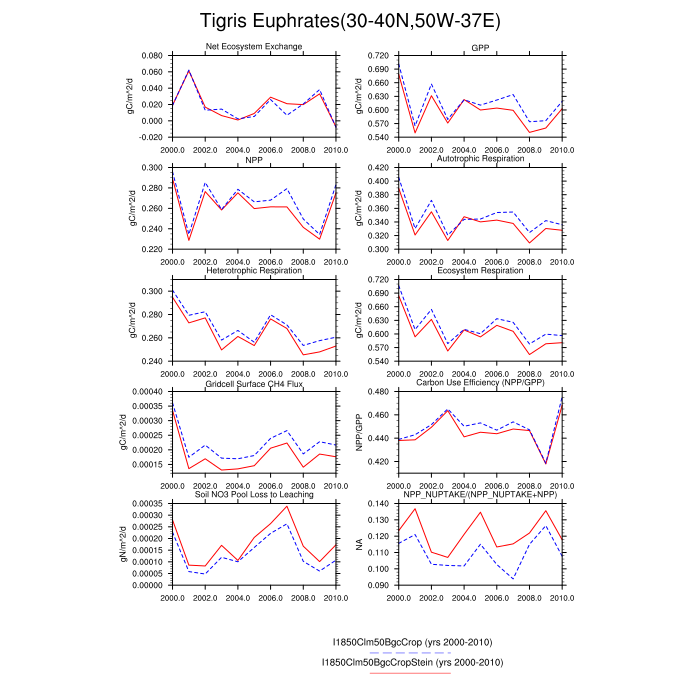 Tigris Euphrates(30-40N,50W-37E)
Net Ecosystem Exchange
GPP
gC/m^2/d
0.080
0.060
0.040
0.020
0.000
-0.020
2000.0 2002.0 2004.0 2006.0 2008.0 2010.0
gC/m^2/d
0.720
0.690
0.660
0.630
0.600
0.570
0.540
2000.0 2002.0 2004.0 2006.0 2008.0 2010.0
NPP
Autotrophic Respiration
gC/m^2/d
0.300
0.280
0.260
0.240
0.220
2000.0 2002.0 2004.0 2006.0 2008.0 2010.0
gC/m^2/d
0.420
0.400
0.380
0.360
0.340
0.320
0.300
2000.0 2002.0 2004.0 2006.0 2008.0 2010.0
Heterotrophic Respiration
Ecosystem Respiration
gC/m^2/d
0.300
0.280
0.260
0.240
2000.0 2002.0 2004.0 2006.0 2008.0 2010.0
gC/m^2/d
0.720
0.690
0.660
0.630
0.600
0.570
0.540
2000.0 2002.0 2004.0 2006.0 2008.0 2010.0
Gridcell Surface CH4 Flux
Carbon Use Efficiency (NPP/GPP)
gC/m^2/d
0.00040
0.00035
0.00030
0.00025
0.00020
0.00015
2000.0 2002.0 2004.0 2006.0 2008.0 2010.0
NPP/GPP
0.480
0.460
0.440
0.420
2000.0 2002.0 2004.0 2006.0 2008.0 2010.0
Soil NO3 Pool Loss to Leaching
NPP_NUPTAKE/(NPP_NUPTAKE+NPP)
gN/m^2/d
0.00035
0.00030
0.00025
0.00020
0.00015
0.00010
0.00005
0.00000
2000.0 2002.0 2004.0 2006.0 2008.0 2010.0
NA
0.140
0.130
0.120
0.110
0.100
0.090
2000.0 2002.0 2004.0 2006.0 2008.0 2010.0
I1850Clm50BgcCrop (yrs 2000-2010)
I1850Clm50BgcCropStein (yrs 2000-2010)